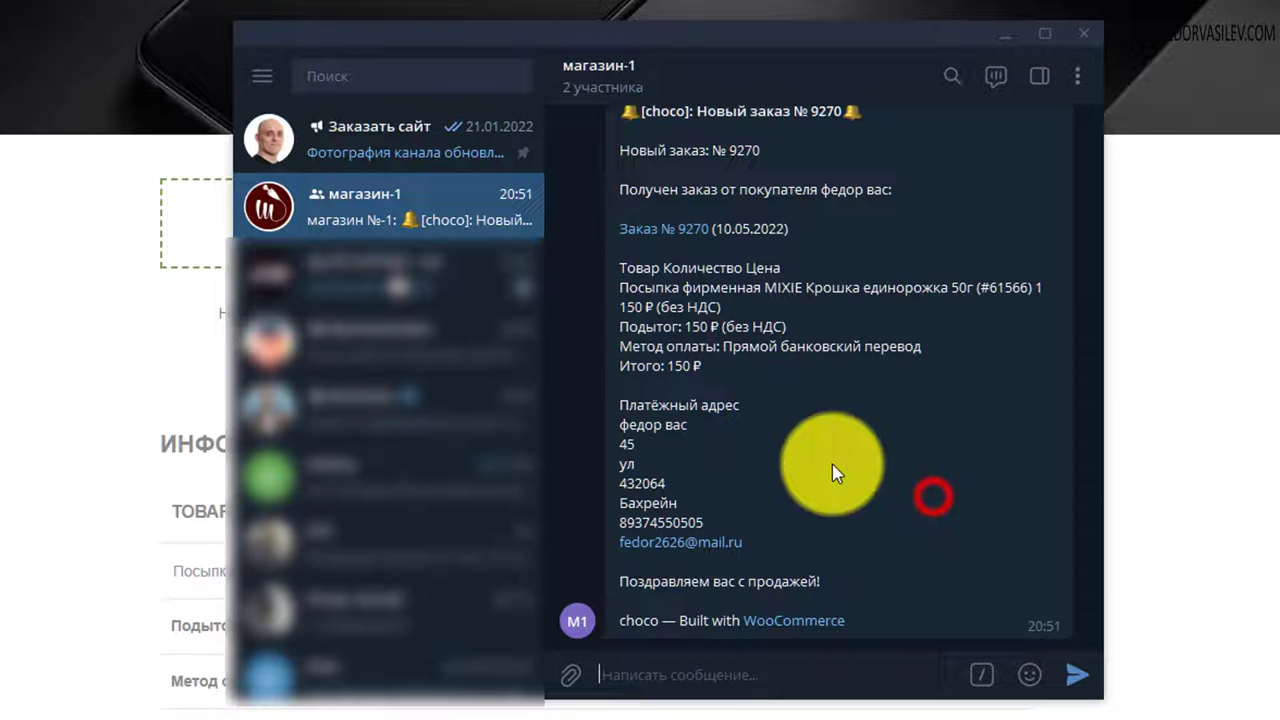 FEDORVASILEV.COM
Поиск
магазин-1
2 участника
Заказать сайт
21.01.2022
Фотография канала обновл...
магазин-1
20:51
магазин №-1: 🔔[choco]: Новый...
🔔[choco]: Новый заказ № 9270🔔
Новый заказ: № 9270
Получен заказ от покупателя федор вас:
Заказ № 9270 (10.05.2022)
Товар Количество Цена
Посыпка фирменная MIXIE Крошка единорожка 50г (#61566) 1
150 ₽ (без НДС)
Подытог: 150 ₽ (без НДС)
Метод оплаты: Прямой банковский перевод
Итого: 150 ₽
Платёжный адрес
федор вас
45
ул
432064
Бахрейн
89374550505
fedor2626@mail.ru
Поздравляем вас с продажей!
choco — Built with WooCommerce
20:51
M1
Написать сообщение...
ИНФО
ТОВАР
Посыпк
Подыто
Метод